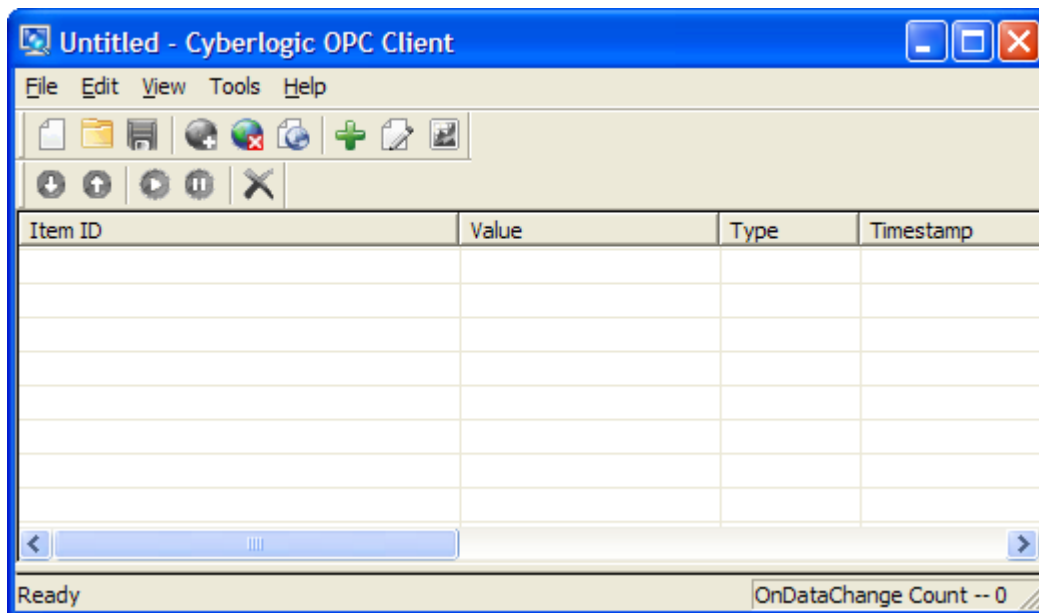 Untitled - Cyberlogic OPC Client
File Edit View Tools Help
Item ID Value Type Timestamp
Ready OnDataChange Count -- 0